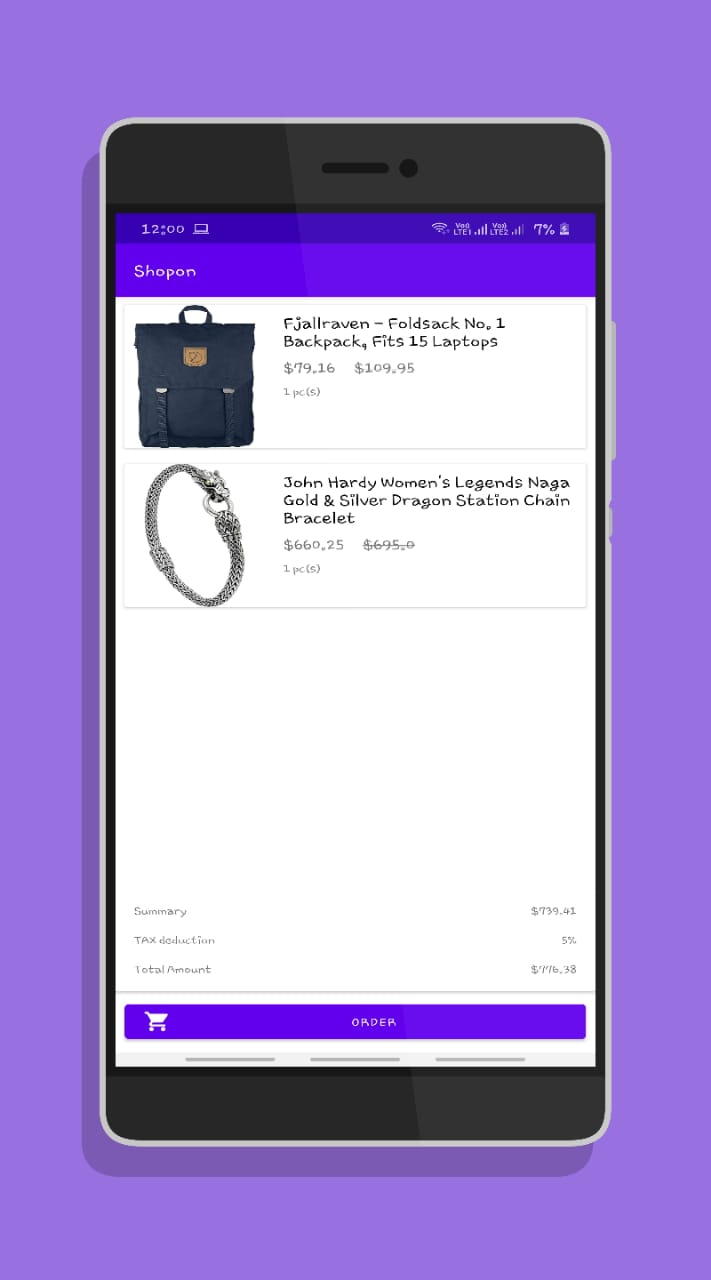 12:00 Vo) LTE1 Vo) LTE2 7%
Shopon
Fjallraven - Foldsack No. 1
Backpack, Fits 15 Laptops
$79.16 $109.95
1 pc(s)
John Hardy Women's Legends Naga
Gold & Silver Dragon Station Chain
Bracelet
$660.25 $695.0
1 pc(s)
Summary $739.41
TAX deduction 5%
Total Amount $776.38
ORDER